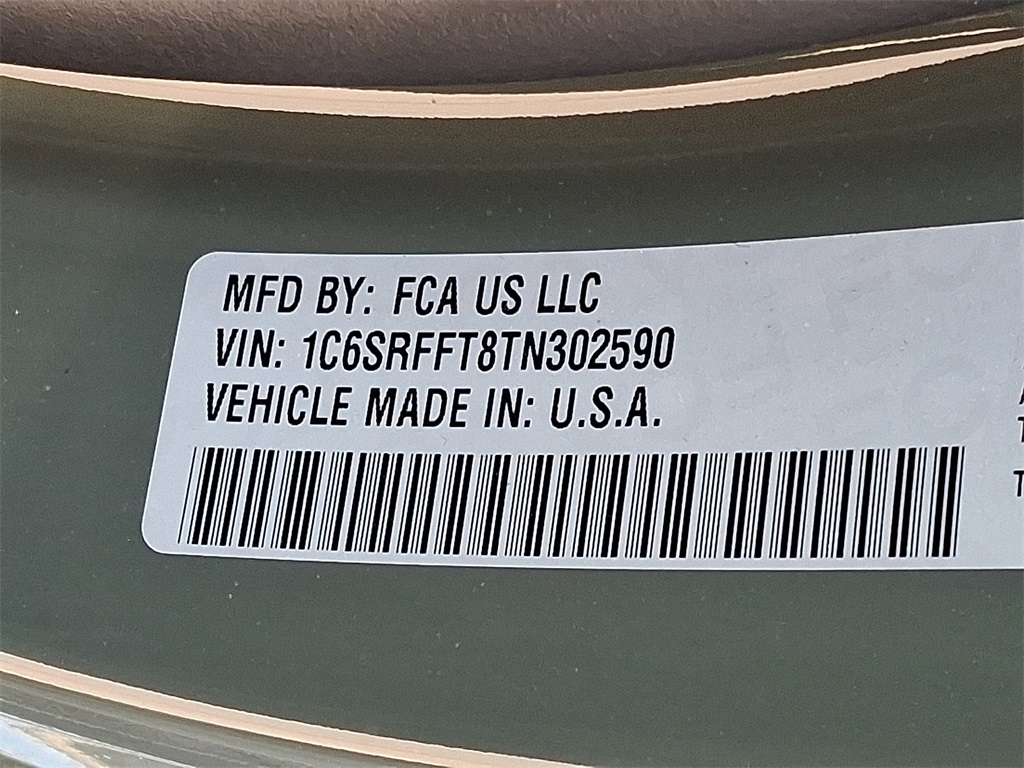 MFD BY: FCA US LLC
VIN: 1C6SRFFT8TN302590
VEHICLE MADE IN: U.S.A.